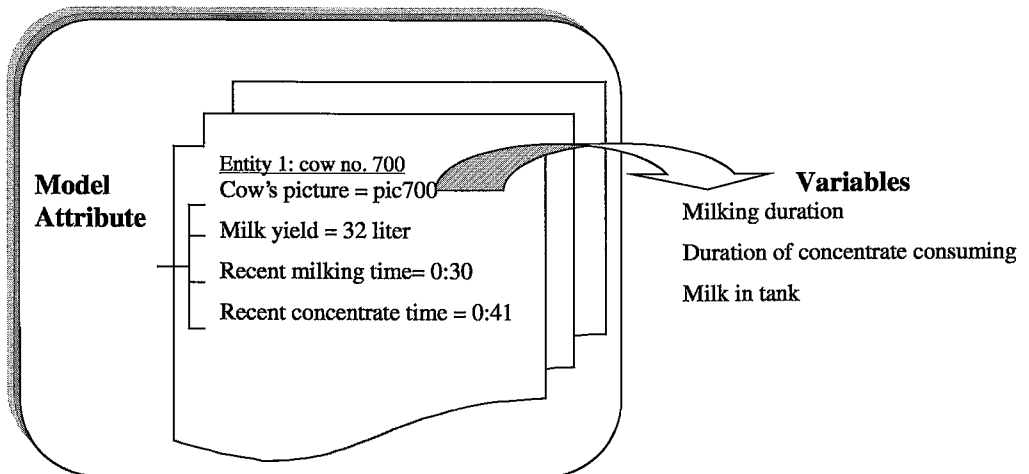 Model
Attribute
Entity 1: cow no. 700
Cow's picture = pic700
Milk yield = 32 liter
Recent milking time= 0:30
Recent concentrate time = 0:41
Variables
Milking duration
Duration of concentrate consuming
Milk in tank